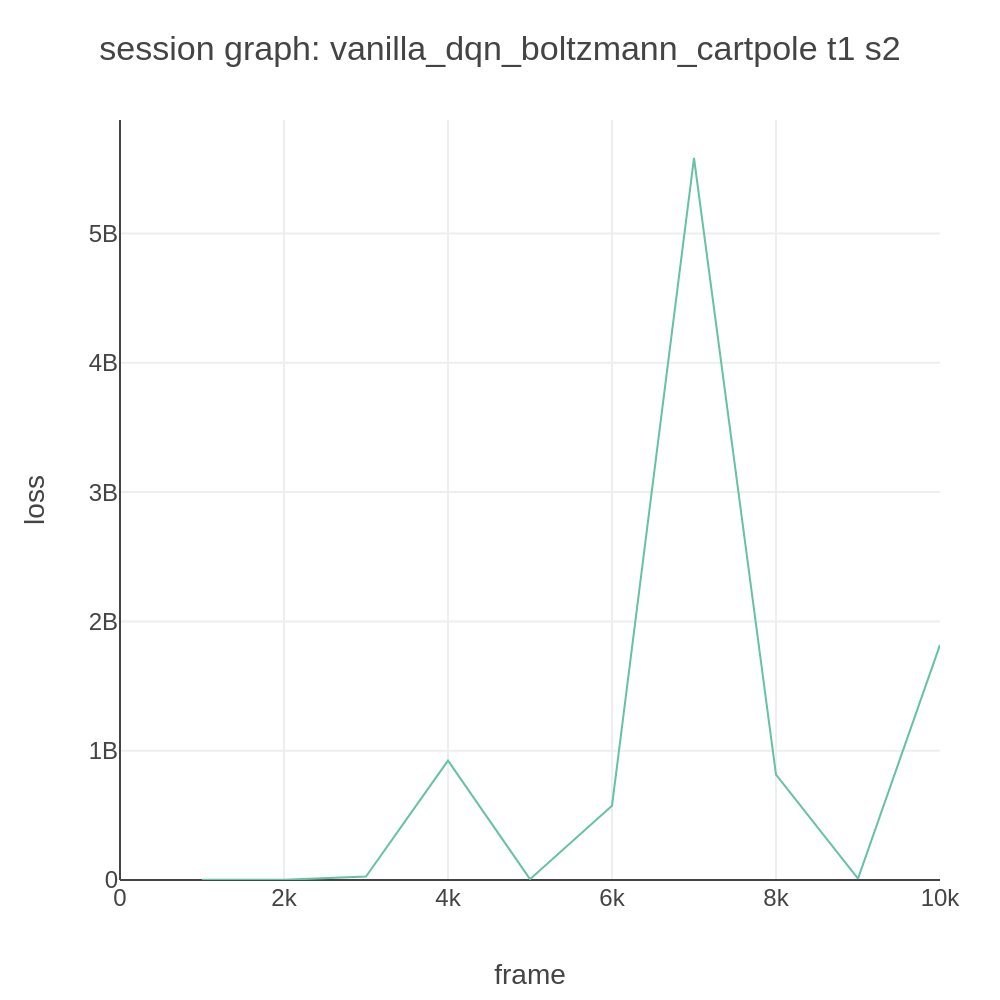 session graph: vanilla_dqn_boltzmann_cartpole t1 s2
5B
4B
3B
2B
1B
0
loss
0 2k 4k 6k 8k 10k
frame